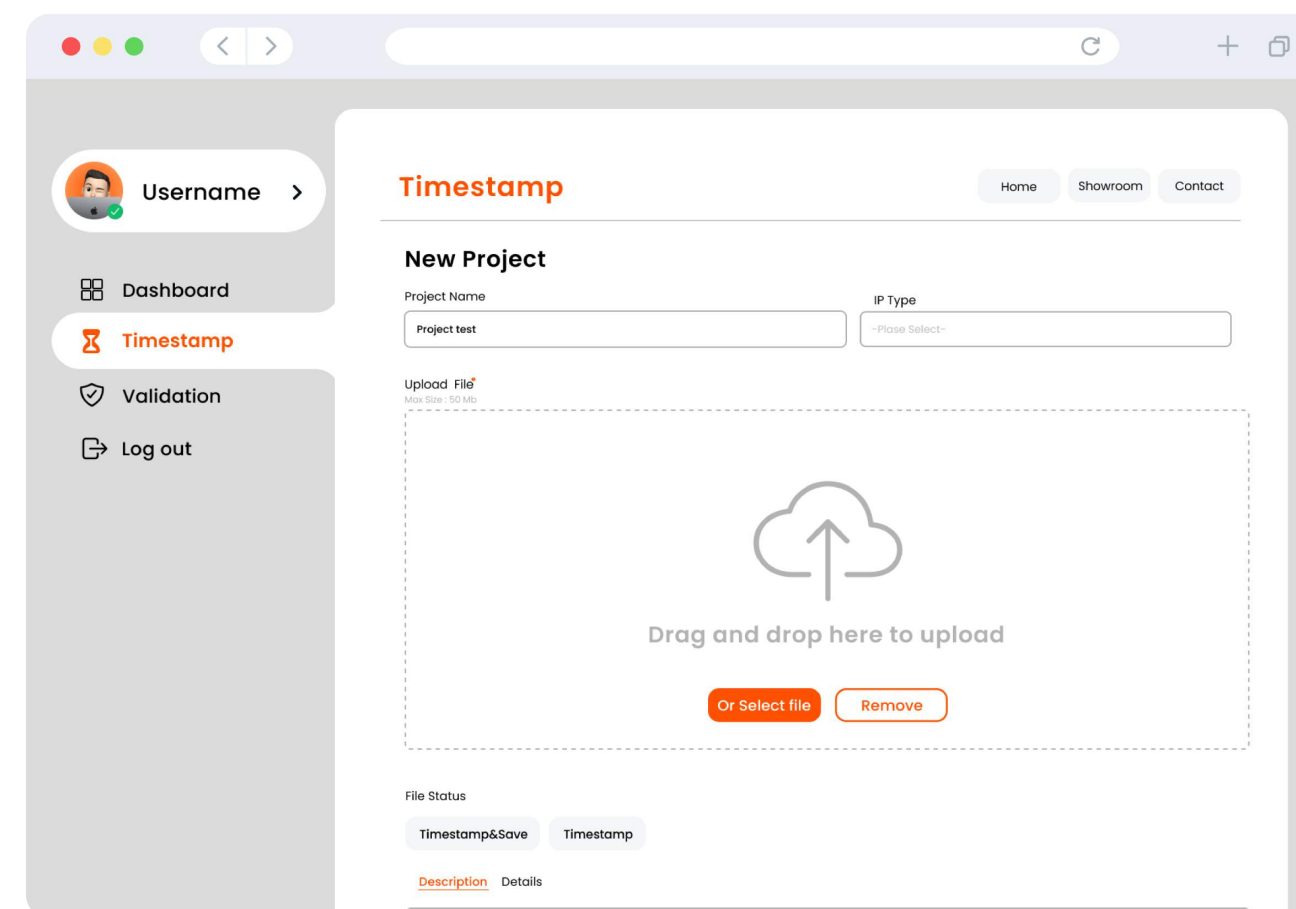 Username
Dashboard
Timestamp
Validation
Log out
Timestamp
Home Showroom Contact
New Project
Project Name
IP Type
Project test
-Plase Select-
Upload File*
Max Size : 50 Mb
Drag and drop here to upload
Or Select file
Remove
File Status
Timestamp&Save
Timestamp
Description Details